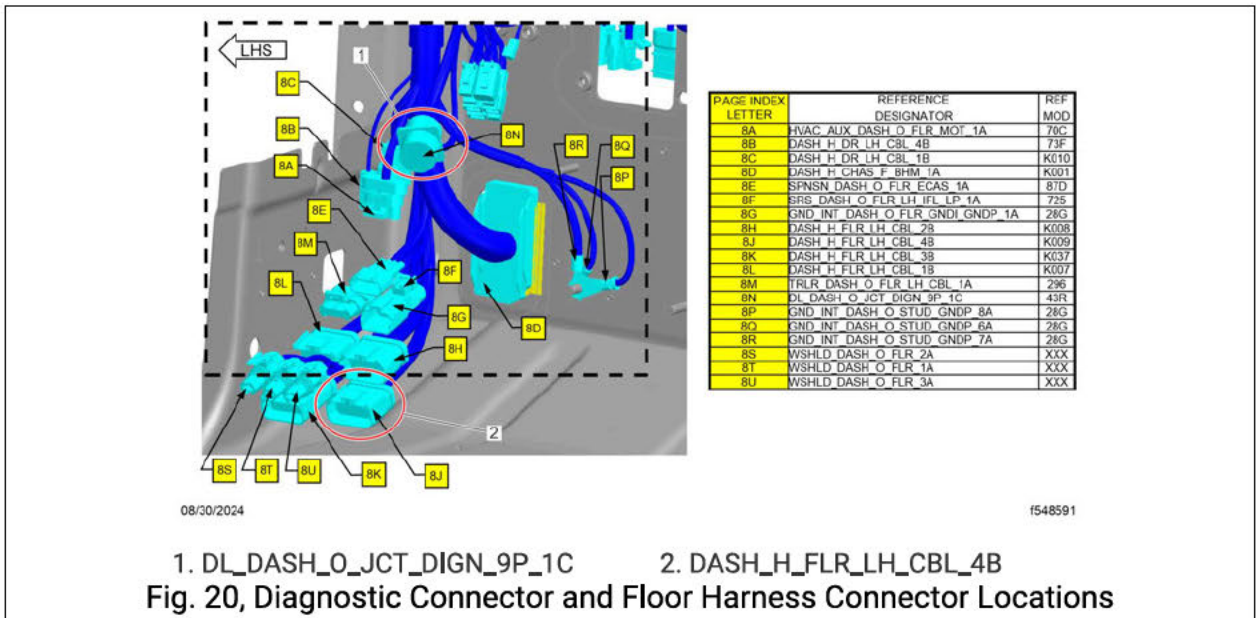 LHS
1
8C
8B
8A
8N
8R
8Q
8P
8E
8M
8F
8L
8G
8D
8H
2
8S
8T
8U
8K
8J
PAGE INDEX LETTER REFERENCE DESIGNATOR REF MOD
8A HVAC_AUX_DASH_O_FLR_MOT_1A 70C
8B DASH_H_DR_LH_CBL_4B 73F
8C DASH_H_DR_LH_CBL_1B K010
8D DASH_H_CHAS_F_BHM_1A K001
8E SPNSN_DASH_O_FLR_ECAS_1A 87D
8F SRS_DASH_O_FLR_LH_IFL_LP_1A 725
8G GND_INT_DASH_O_FLR_GNDI_GNDP_1A 28G
8H DASH_H_FLR_LH_CBL_2B K008
8J DASH_H_FLR_LH_CBL_4B K009
8K DASH_H_FLR_LH_CBL_3B K037
8L DASH_H_FLR_LH_CBL_1B K007
8M TRLR_DASH_O_FLR_LH_CBL_1A 296
8N DL_DASH_O_JCT_DIGN_9P_1C 43R
8P GND_INT_DASH_O_STUD_GNDP_8A 28G
8Q GND_INT_DASH_O_STUD_GNDP_6A 28G
8R GND_INT_DASH_O_STUD_GNDP_7A 28G
8S WSHLD_DASH_O_FLR_2A XXX
8T WSHLD_DASH_O_FLR_1A XXX
8U WSHLD_DASH_O_FLR_3A XXX
08/30/2024
f548591
1. DL_DASH_O_JCT_DIGN_9P_1C 2. DASH_H_FLR_LH_CBL_4B
Fig. 20, Diagnostic Connector and Floor Harness Connector Locations